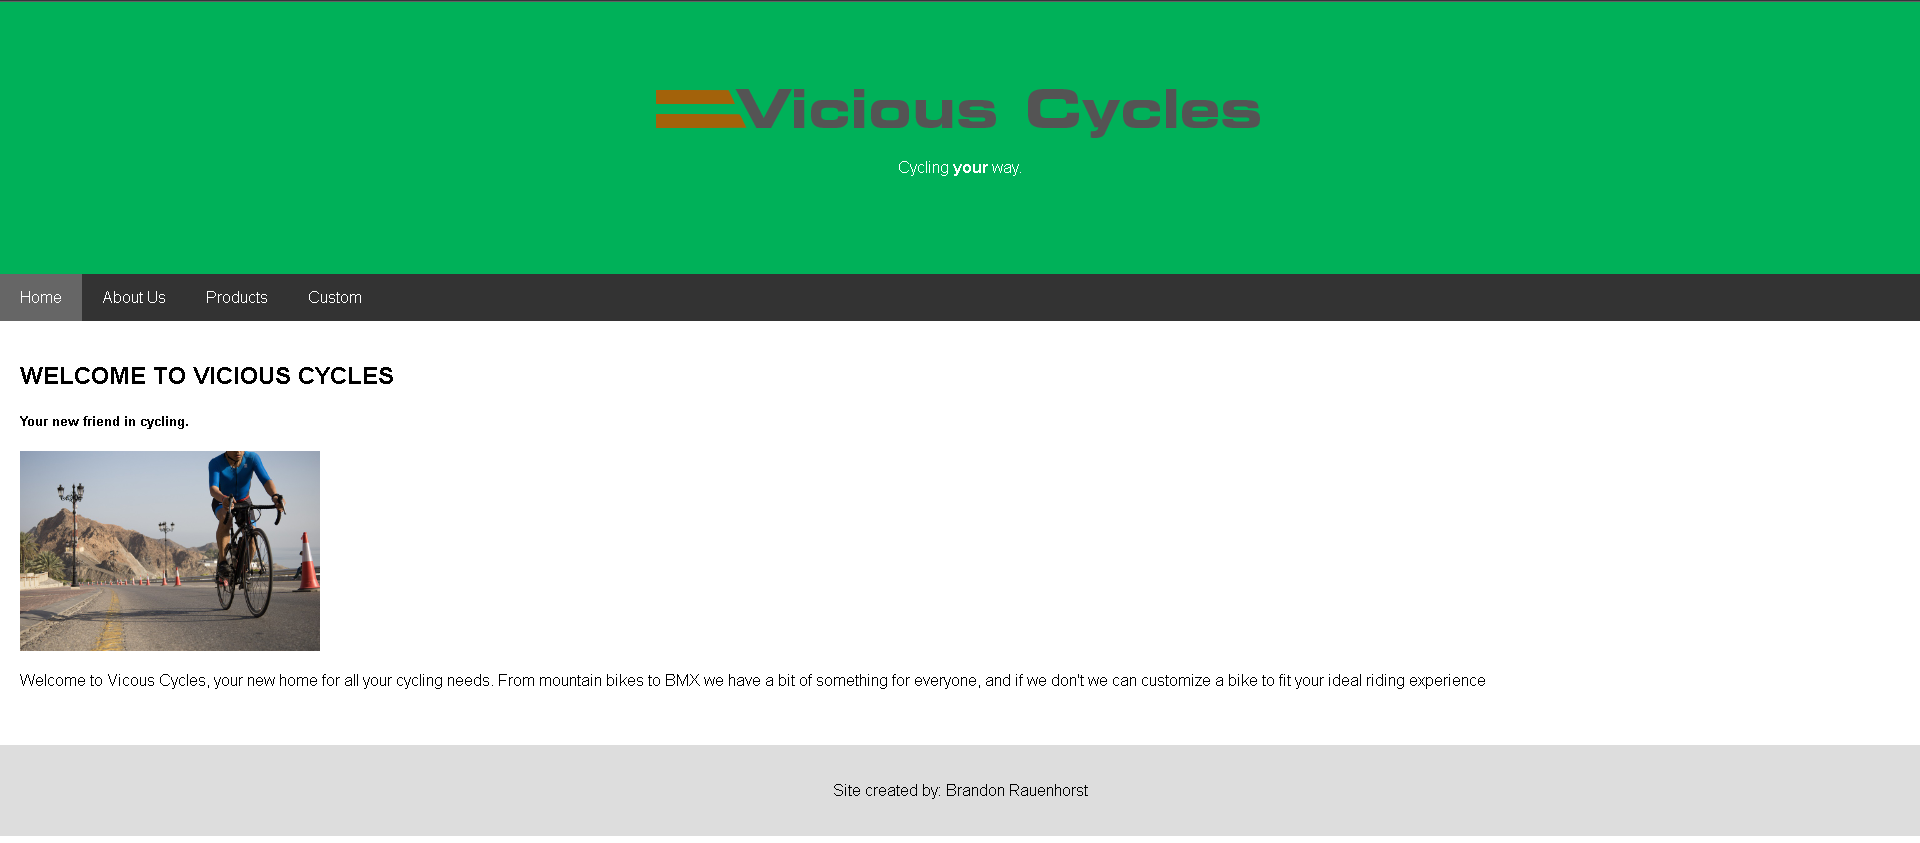 Vicious Cycles
Cycling your way.
Home About Us Products Custom
WELCOME TO VICIOUS CYCLES
Your new friend in cycling.
Welcome to Vicous Cycles, your new home for all your cycling needs. From mountain bikes to BMX we have a bit of something for everyone, and if we don't we can customize a bike to fit your ideal riding experience
Site created by: Brandon Rauenhorst